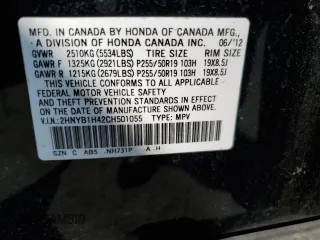 MFD. IN CANADA BY HONDA OF CANADA MFG.,
A DIVISION OF HONDA CANADA INC. 06/'12
GVWR 2510KG (5534LBS) TIRE SIZE RIM SIZE
GAWR F 1325KG (2921LBS) P255/50R19 103H 19X8.5J
GAWR R 1215KG (2679LBS) P255/50R19 103H 19X8.5J
THIS VEHICLE CONFORMS TO ALL APPLICABLE
FEDERAL MOTOR VEHICLE SAFETY AND THEFT
PREVENTION STANDARDS IN EFFECT ON THE DATE
OF MANUFACTURE SHOWN ABOVE.
V.I.N.: 2HNYB1H42CH501055 TYPE: MPV
SZN C AB5 NH731P A H